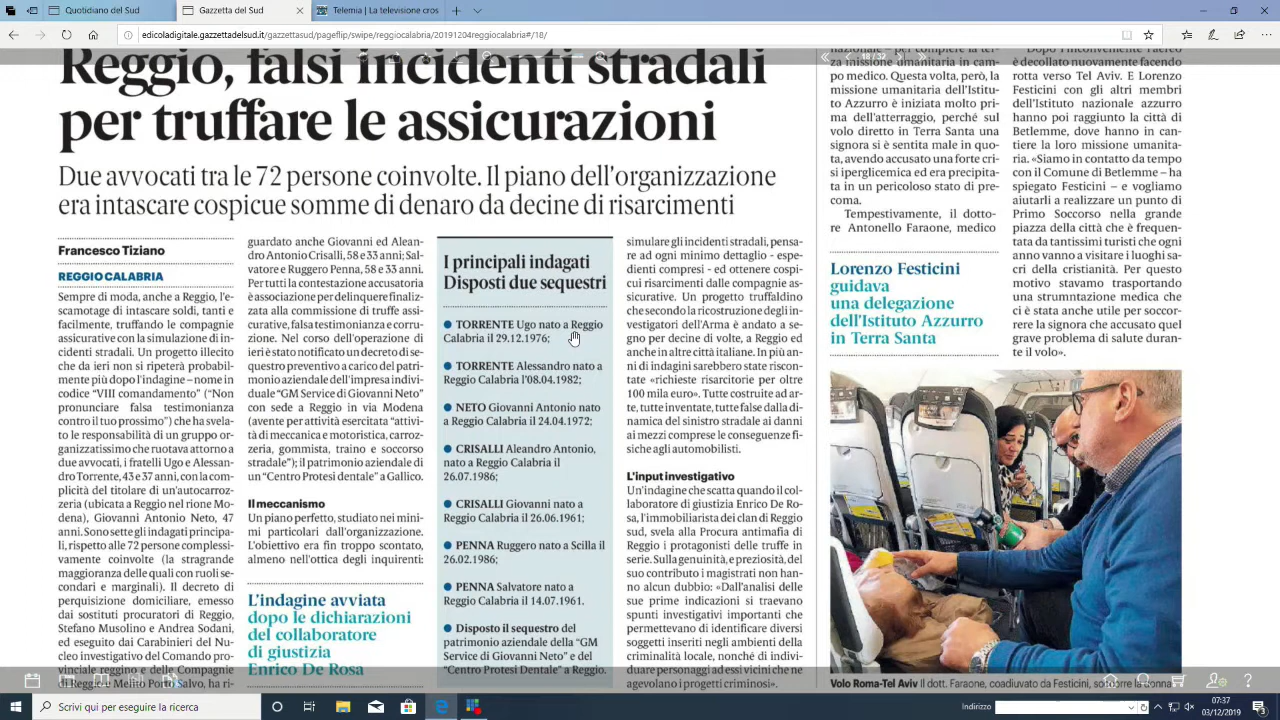 edicoladigitale.gazzettadelsud.it/gazzettasud/pageflip/swipe/reggiocalabria/20191204reggiocalabria#/18/
Reggio, falsi incidenti stradali
per truffare le assicurazioni
Due avvocati tra le 72 persone coinvolte. Il piano dell'organizzazione
era intascare cospicue somme di denaro da decine di risarcimenti
Francesco Tiziano
REGGIO CALABRIA
Sempre di moda, anche a Reggio, l'e-
scamotage di intascare soldi, tanti e
facilmente, truffando le compagnie
assicurative con la simulazione di in-
cidenti stradali. Un progetto illecito
che da ieri non si ripeterà probabil-
mente più dopo l'indagine – nome in
codice "VIII comandamento" ("Non
pronunciare falsa testimonianza
contro il tuo prossimo") che ha svela-
to le responsabilità di un gruppo or-
ganizzatissimo che ruotava attorno a
due avvocati, i fratelli Ugo e Alessan-
dro Torrente, 43 e 37 anni, con la com-
plicità del titolare di un'autocarroz-
zeria (ubicata a Reggio nel rione Mo-
dena), Giovanni Antonio Neto, 47
anni. Sono sette gli indagati principa-
li, rispetto alle 72 persone complessi-
vamente coinvolte (la stragrande
maggioranza delle quali con ruoli se-
condari e marginali). Il decreto di
perquisizione domiciliare, emesso
dai sostituti procuratori di Reggio,
Stefano Musolino e Andrea Sodani,
ed eseguito dai Carabinieri del Nu-
cleo investigativo del Comando pro-
vinciale reggino e delle Compagnie
di Reggio e Melito Porto Salvo, ha ri-
guardato anche Giovanni ed Alean-
dro Antonio Crisalli, 58 e 33 anni; Sal-
vatore e Ruggero Penna, 58 e 33 anni.
Per tutti la contestazione accusatoria
è associazione per delinquere finaliz-
zata alla commissione di truffe assi-
curative, falsa testimonianza e corru-
zione. Nel corso dell'operazione di
ieri è stato notificato un decreto di se-
questro preventivo a carico del patri-
monio aziendale dell'impresa indivi-
duale "GM Service di Giovanni Neto"
con sede a Reggio in via Modena
(avente per attività esercitata "attivi-
tà di meccanica e motoristica, carroz-
zeria, gommista, traino e soccorso
stradale"); il patrimonio aziendale di
un "Centro Protesi dentale" a Gallico.
Il meccanismo
Un piano perfetto, studiato nei mini-
mi particolari dall'organizzazione.
L'obiettivo era fin troppo scontato,
almeno nell'ottica degli inquirenti:
L'indagine avviata
dopo le dichiarazioni
del collaboratore
di giustizia
Enrico De Rosa
I principali indagati
Disposti due sequestri
● TORRENTE Ugo nato a Reggio
Calabria il 29.12.1976;
● TORRENTE Alessandro nato a
Reggio Calabria l'08.04.1982;
● NETO Giovanni Antonio nato
a Reggio Calabria il 24.04.1972;
● CRISALLI Aleandro Antonio,
nato a Reggio Calabria il
26.07.1986;
● CRISALLI Giovanni nato a
Reggio Calabria il 26.06.1961;
● PENNA Ruggero nato a Scilla il
26.02.1986;
● PENNA Salvatore nato a
Reggio Calabria il 14.07.1961.
● Disposto il sequestro del
patrimonio aziendale della "GM
Service di Giovanni Neto" e del
"Centro Protesi Dentale" a Reggio.
simulare gli incidenti stradali, pensa-
re ad ogni minimo dettaglio - espe-
dienti compresi - ed ottenere cospi-
cui risarcimenti dalle compagnie as-
sicurative. Un progetto truffaldino
che secondo la ricostruzione degli in-
vestigatori dell'Arma è andato a se-
gno per decine di volte, a Reggio ed
anche in altre città italiane. In più an-
ni di indagini sarebbero state riscon-
tate «richieste risarcitorie per oltre
100 mila euro». Tutte costruite ad ar-
te, tutte inventate, tutte false dalla di-
namica del sinistro stradale ai danni
ai mezzi comprese le conseguenze fi-
siche agli automobilisti.
L'input investigativo
Un'indagine che scatta quando il col-
laboratore di giustizia Enrico De Ro-
sa, l'immobiliarista dei clan di Reggio
sud, svela alla Procura antimafia di
Reggio i protagonisti delle truffe in
serie. Sulla genuinità, e preziosità, del
suo contributo i magistrati non han-
no alcun dubbio: «Dall'analisi delle
sue prime indicazioni si traevano
spunti investigativi importanti che
permettevano di identificare diversi
soggetti inseriti negli ambienti della
criminalità locale, nonché di indivi-
duare personaggi ad essi vicini che ne
agevolano i progetti criminosi».
nazionale – per compiere la ter-
za missione umanitaria in cam-
po medico. Questa volta, però, la
missione umanitaria dell'Istitu-
to Azzurro è iniziata molto pri-
ma dell'atterraggio, perché sul
volo diretto in Terra Santa una
signora si è sentita male in quo-
ta, avendo accusato una forte cri-
si iperglicemica ed era precipita-
ta in un pericoloso stato di pre-
coma.
Tempestivamente, il dotto-
re Antonello Faraone, medico
Lorenzo Festicini
guidava
una delegazione
dell'Istituto Azzurro
in Terra Santa
Dopo l'inconveniente l'aereo
è decollato nuovamente facendo
rotta verso Tel Aviv. E Lorenzo
Festicini con gli altri membri
dell'Istituto nazionale azzurro
hanno poi raggiunto la città di
Betlemme, dove hanno in can-
tiere la loro missione umanita-
ria. «Siamo in contatto da tempo
con il Comune di Betlemme – ha
spiegato Festicini – e vogliamo
aiutarli a realizzare un punto di
Primo Soccorso nella grande
piazza della città che è frequen-
tata da tantissimi turisti che ogni
anno vanno a visitare i luoghi sa-
cri della cristianità. Per questo
motivo stavamo trasportando
una strumntazione medica che
ci è stata anche utile per soccor-
rere la signora che accusato quel
grave problema di salute duran-
te il volo».
Volo Roma-Tel Aviv Il dott. Faraone, coadiuvato da Festicini, soccorre la donna
Scrivi qui per eseguire la ricerca
Indirizzo
07:37
03/12/2019